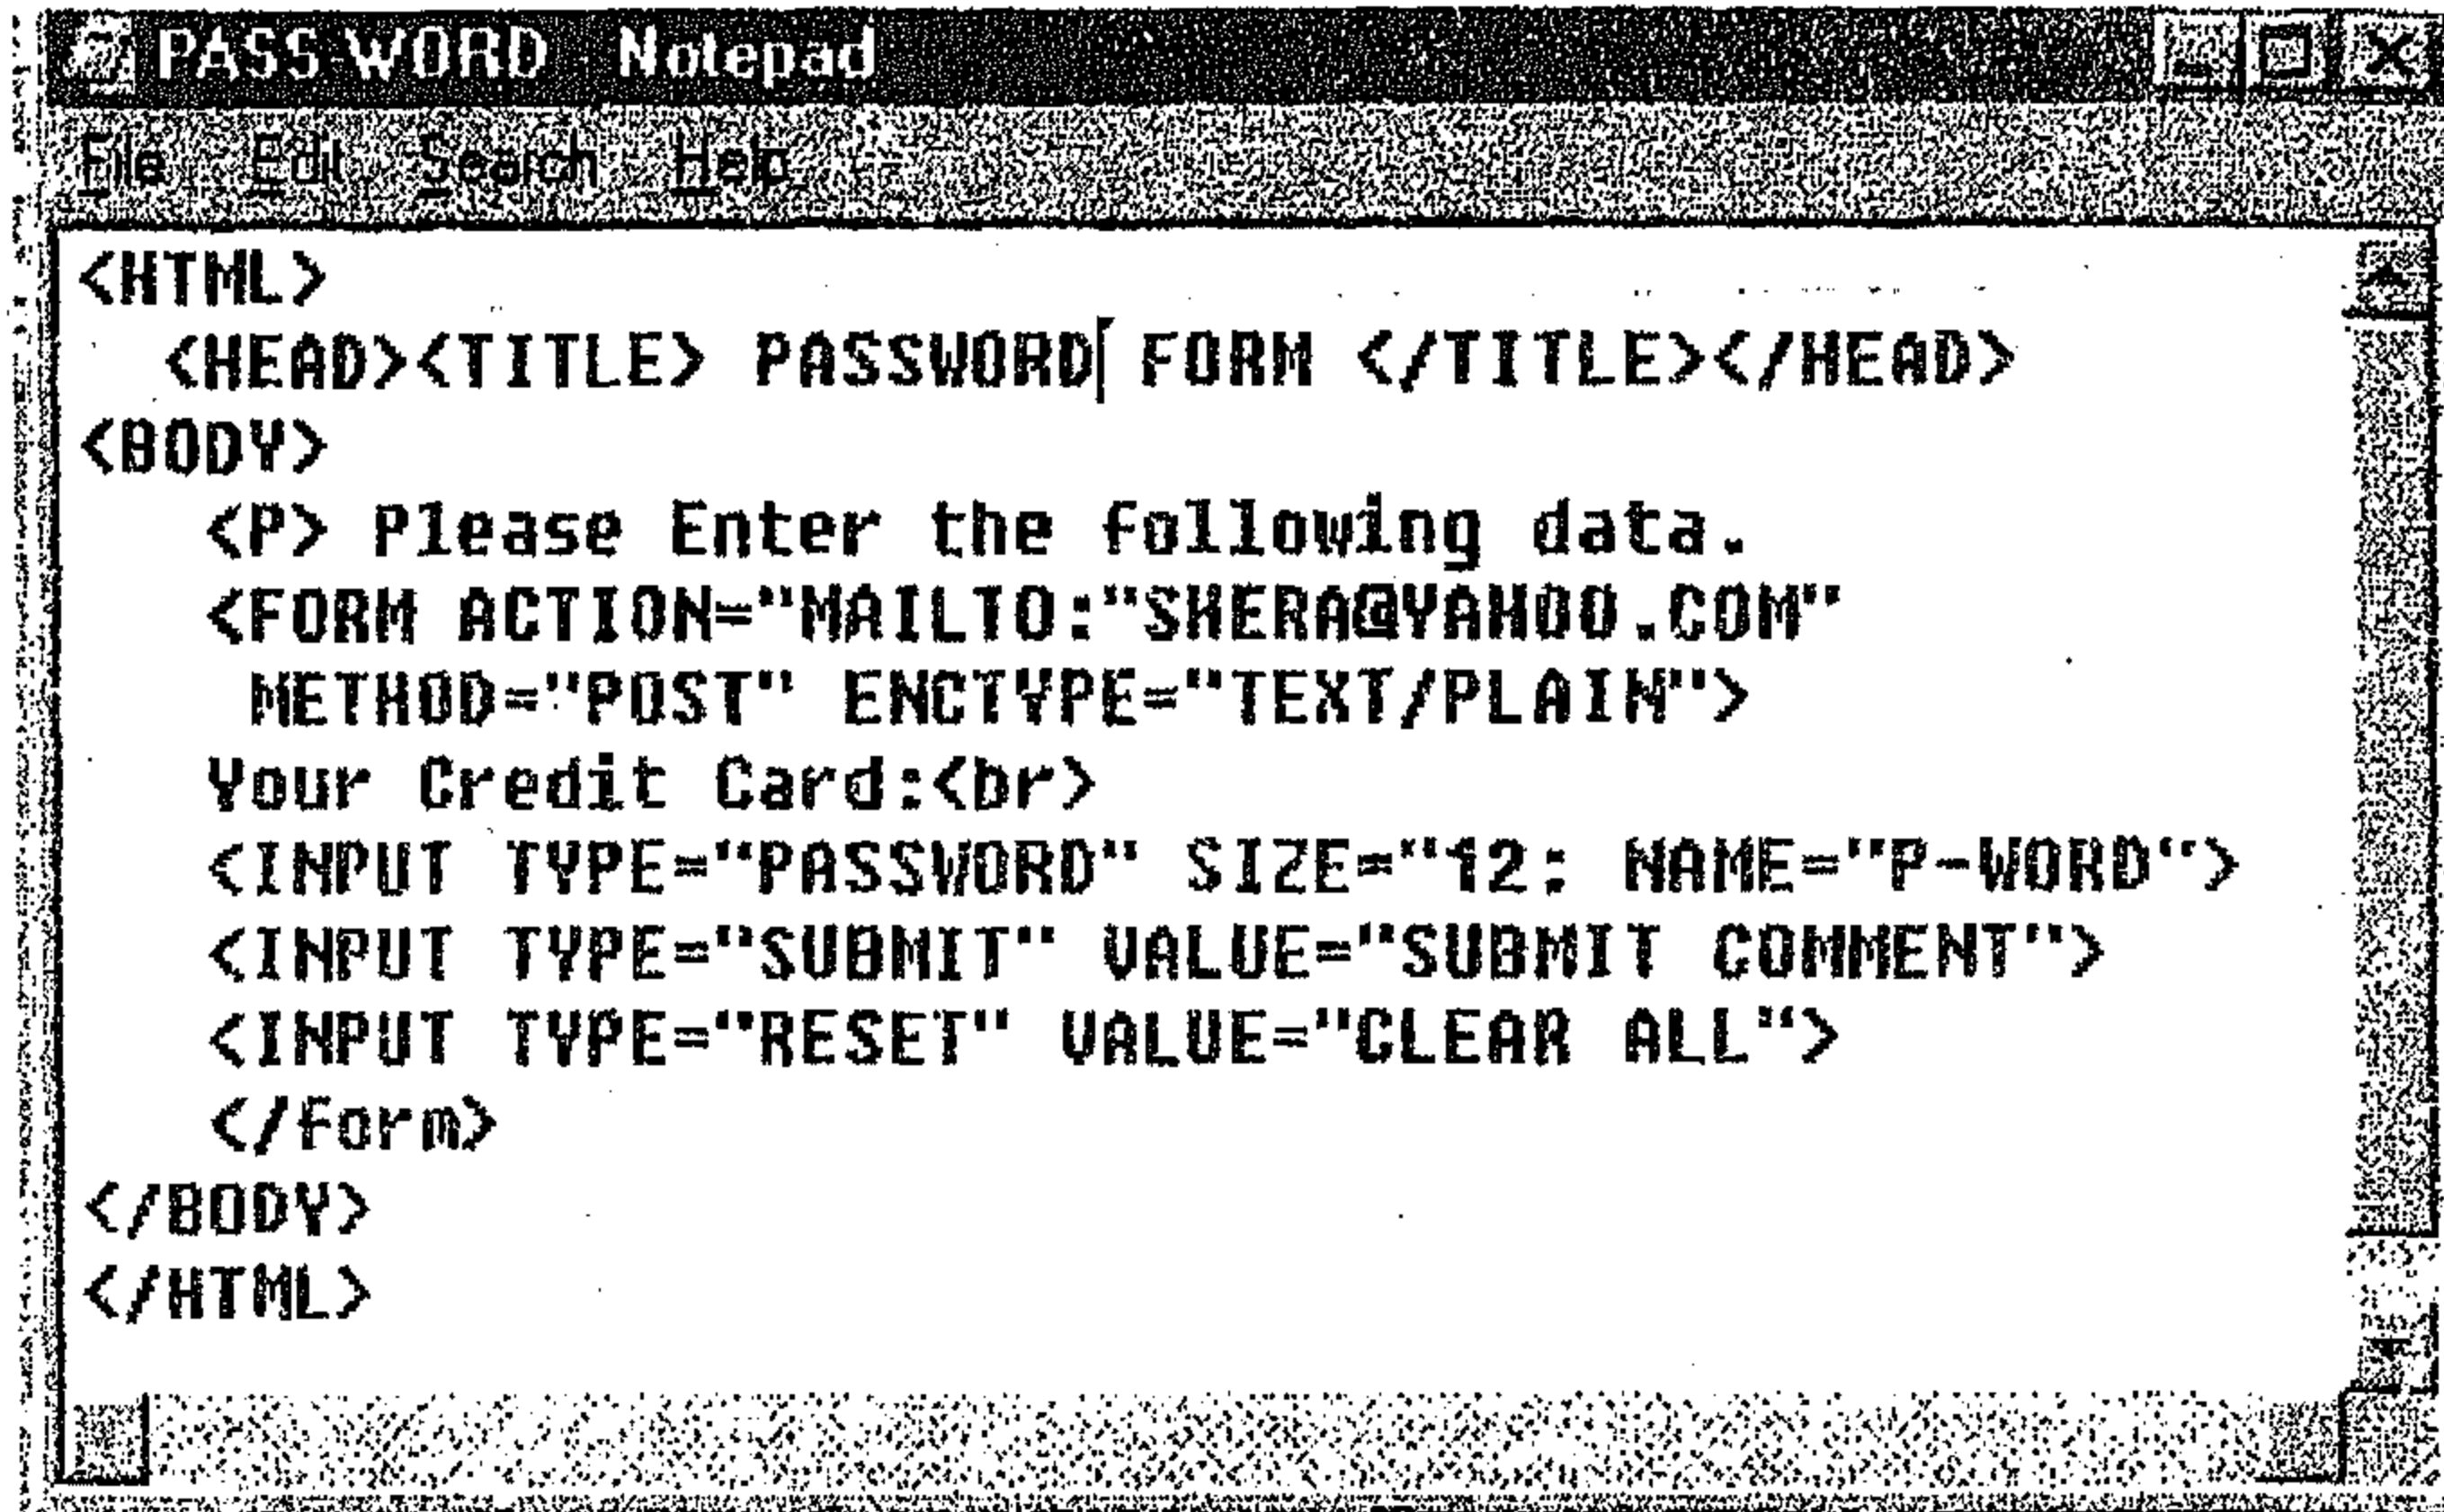 PASS-WORD Notepad
File Edit Search Help
<HTML>
<HEAD><TITLE> PASSWORD FORM </TITLE></HEAD>
<BODY>
<P> Please Enter the following data.
<FORM ACTION="MAILTO:"SHERA@YAHOO.COM"
METHOD="POST" ENCTYPE="TEXT/PLAIN">
Your Credit Card:<br>
<INPUT TYPE="PASSWORD" SIZE="12: NAME="P-WORD">
<INPUT TYPE="SUBMIT" VALUE="SUBMIT COMMENT">
<INPUT TYPE="RESET" VALUE="CLEAR ALL">
</form>
</BODY>
</HTML>